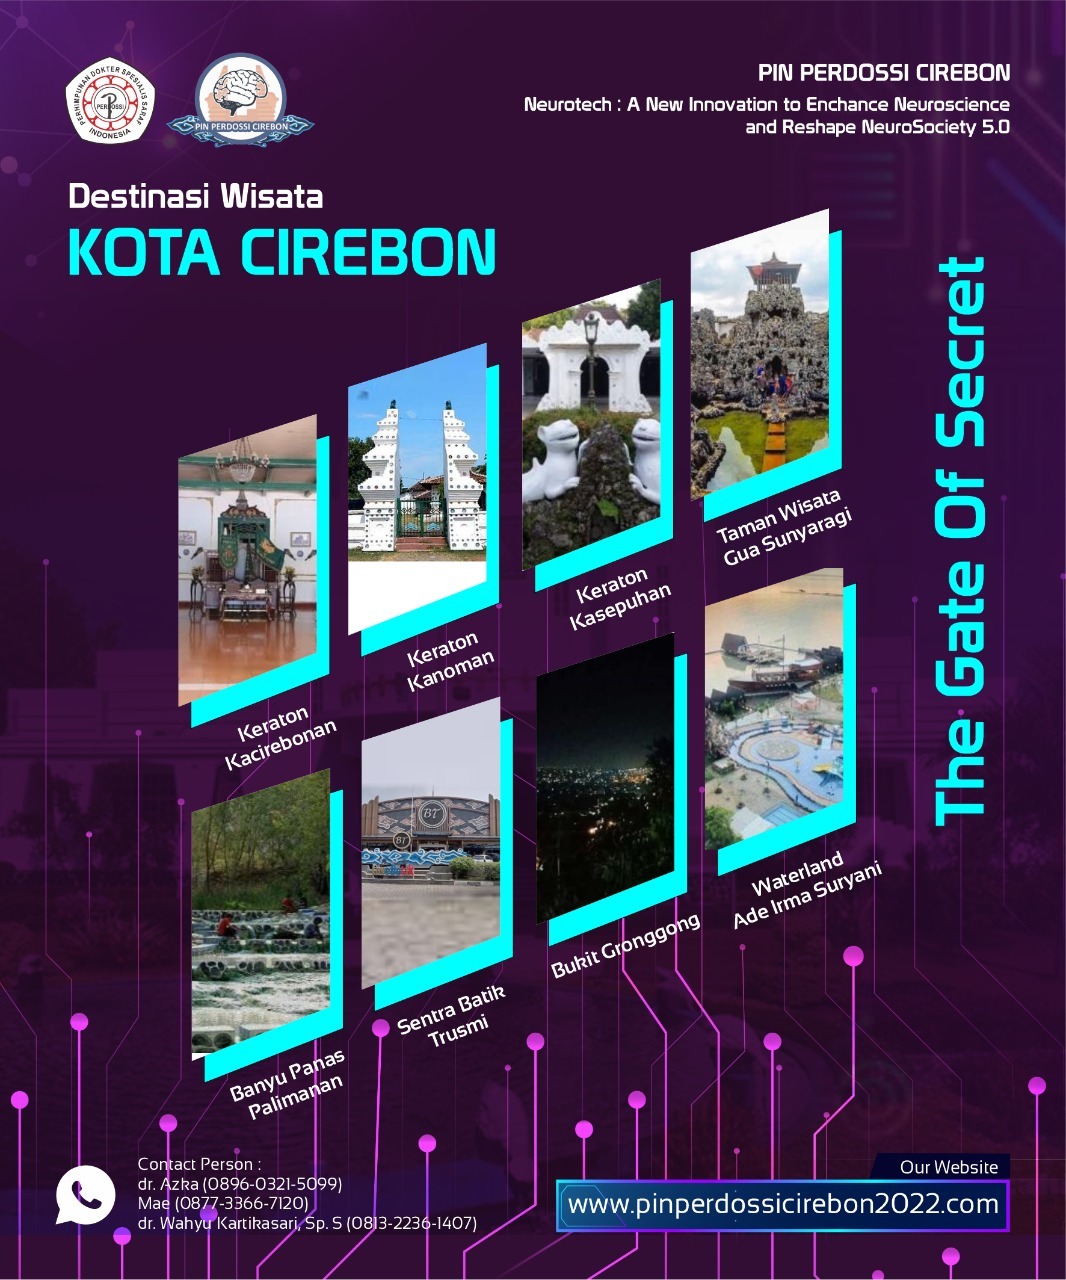 PERHIMPUNAN DOKTER SPESIALIS SARAF
PERDOSSI
INDONESIA
PIN PERDOSSI CIREBON
PIN PERDOSSI CIREBON
Neurotech : A New Innovation to Enchance Neuroscience
and Reshape NeuroSociety 5.0
Destinasi Wisata
KOTA CIREBON
The Gate Of Secret
Taman Wisata
Gua Sunyaragi
Keraton
Kasepuhan
Keraton
Kanoman
Keraton
Kacirebonan
Waterland
Ade Irma Suryani
Bukit Gronggong
BT
BT
Sentra Batik
Trusmi
Banyu Panas
Palimanan
Contact Person :
dr. Azka (0896-0321-5099)
Mae (0877-3366-7120)
dr. Wahyu Kartikasari, Sp. S (0813-2236-1407)
Our Website
www.pinperdossicirebon2022.com